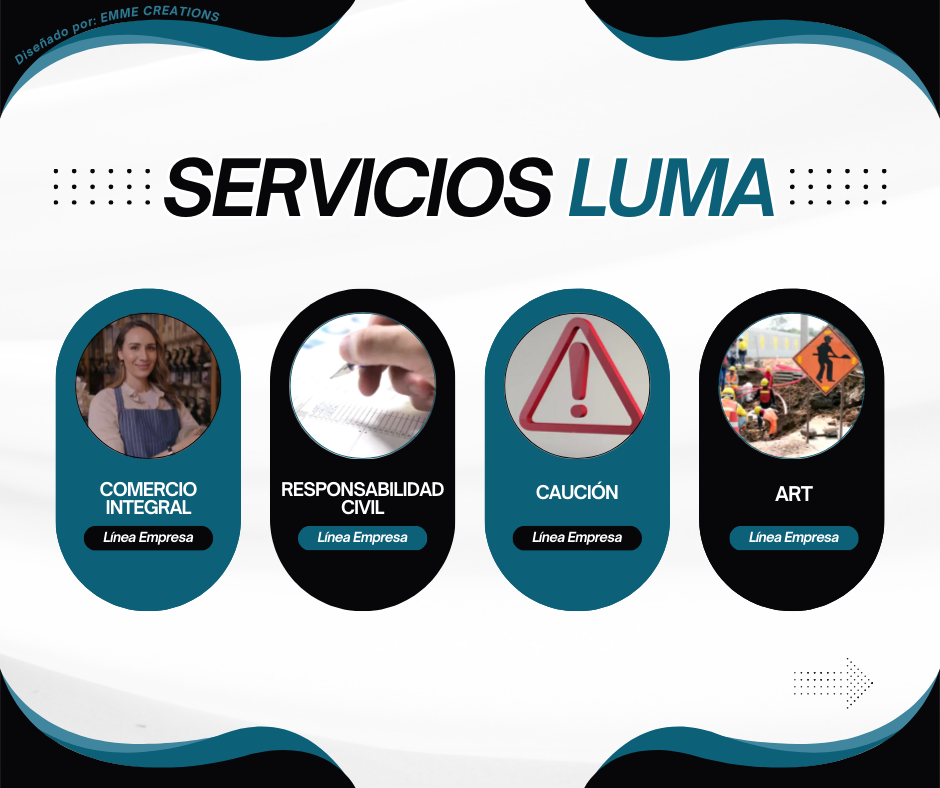 Diseñado por: EMME CREATIONS
SERVICIOS LUMA
COMERCIO
INTEGRAL
Línea Empresa
RESPONSABILIDAD
CIVIL
Línea Empresa
CAUCIÓN
Línea Empresa
ART
Línea Empresa